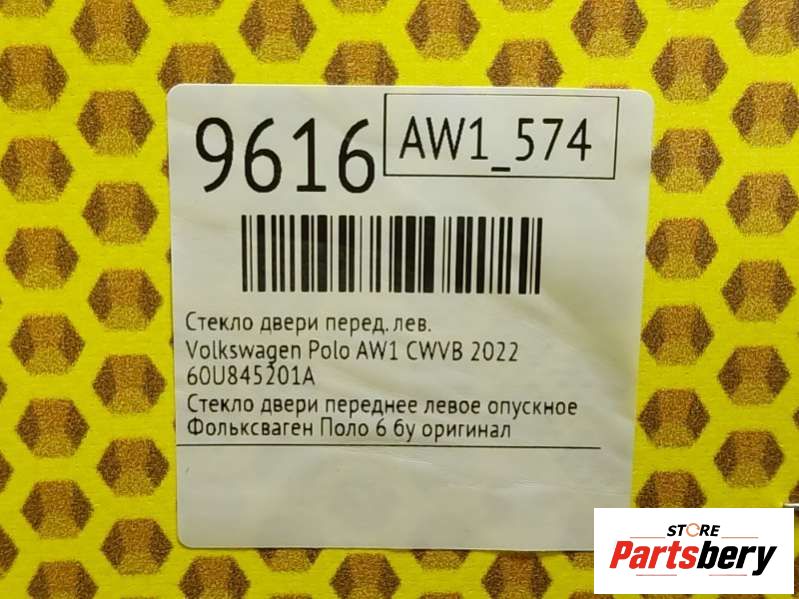 9616
AW1_574
Стекло двери перед. лев.
Volkswagen Polo AW1 CWVB 2022
60U845201A
Стекло двери переднее левое опускное
Фольксваген Поло 6 бу оригинал
STORE
Partsbery